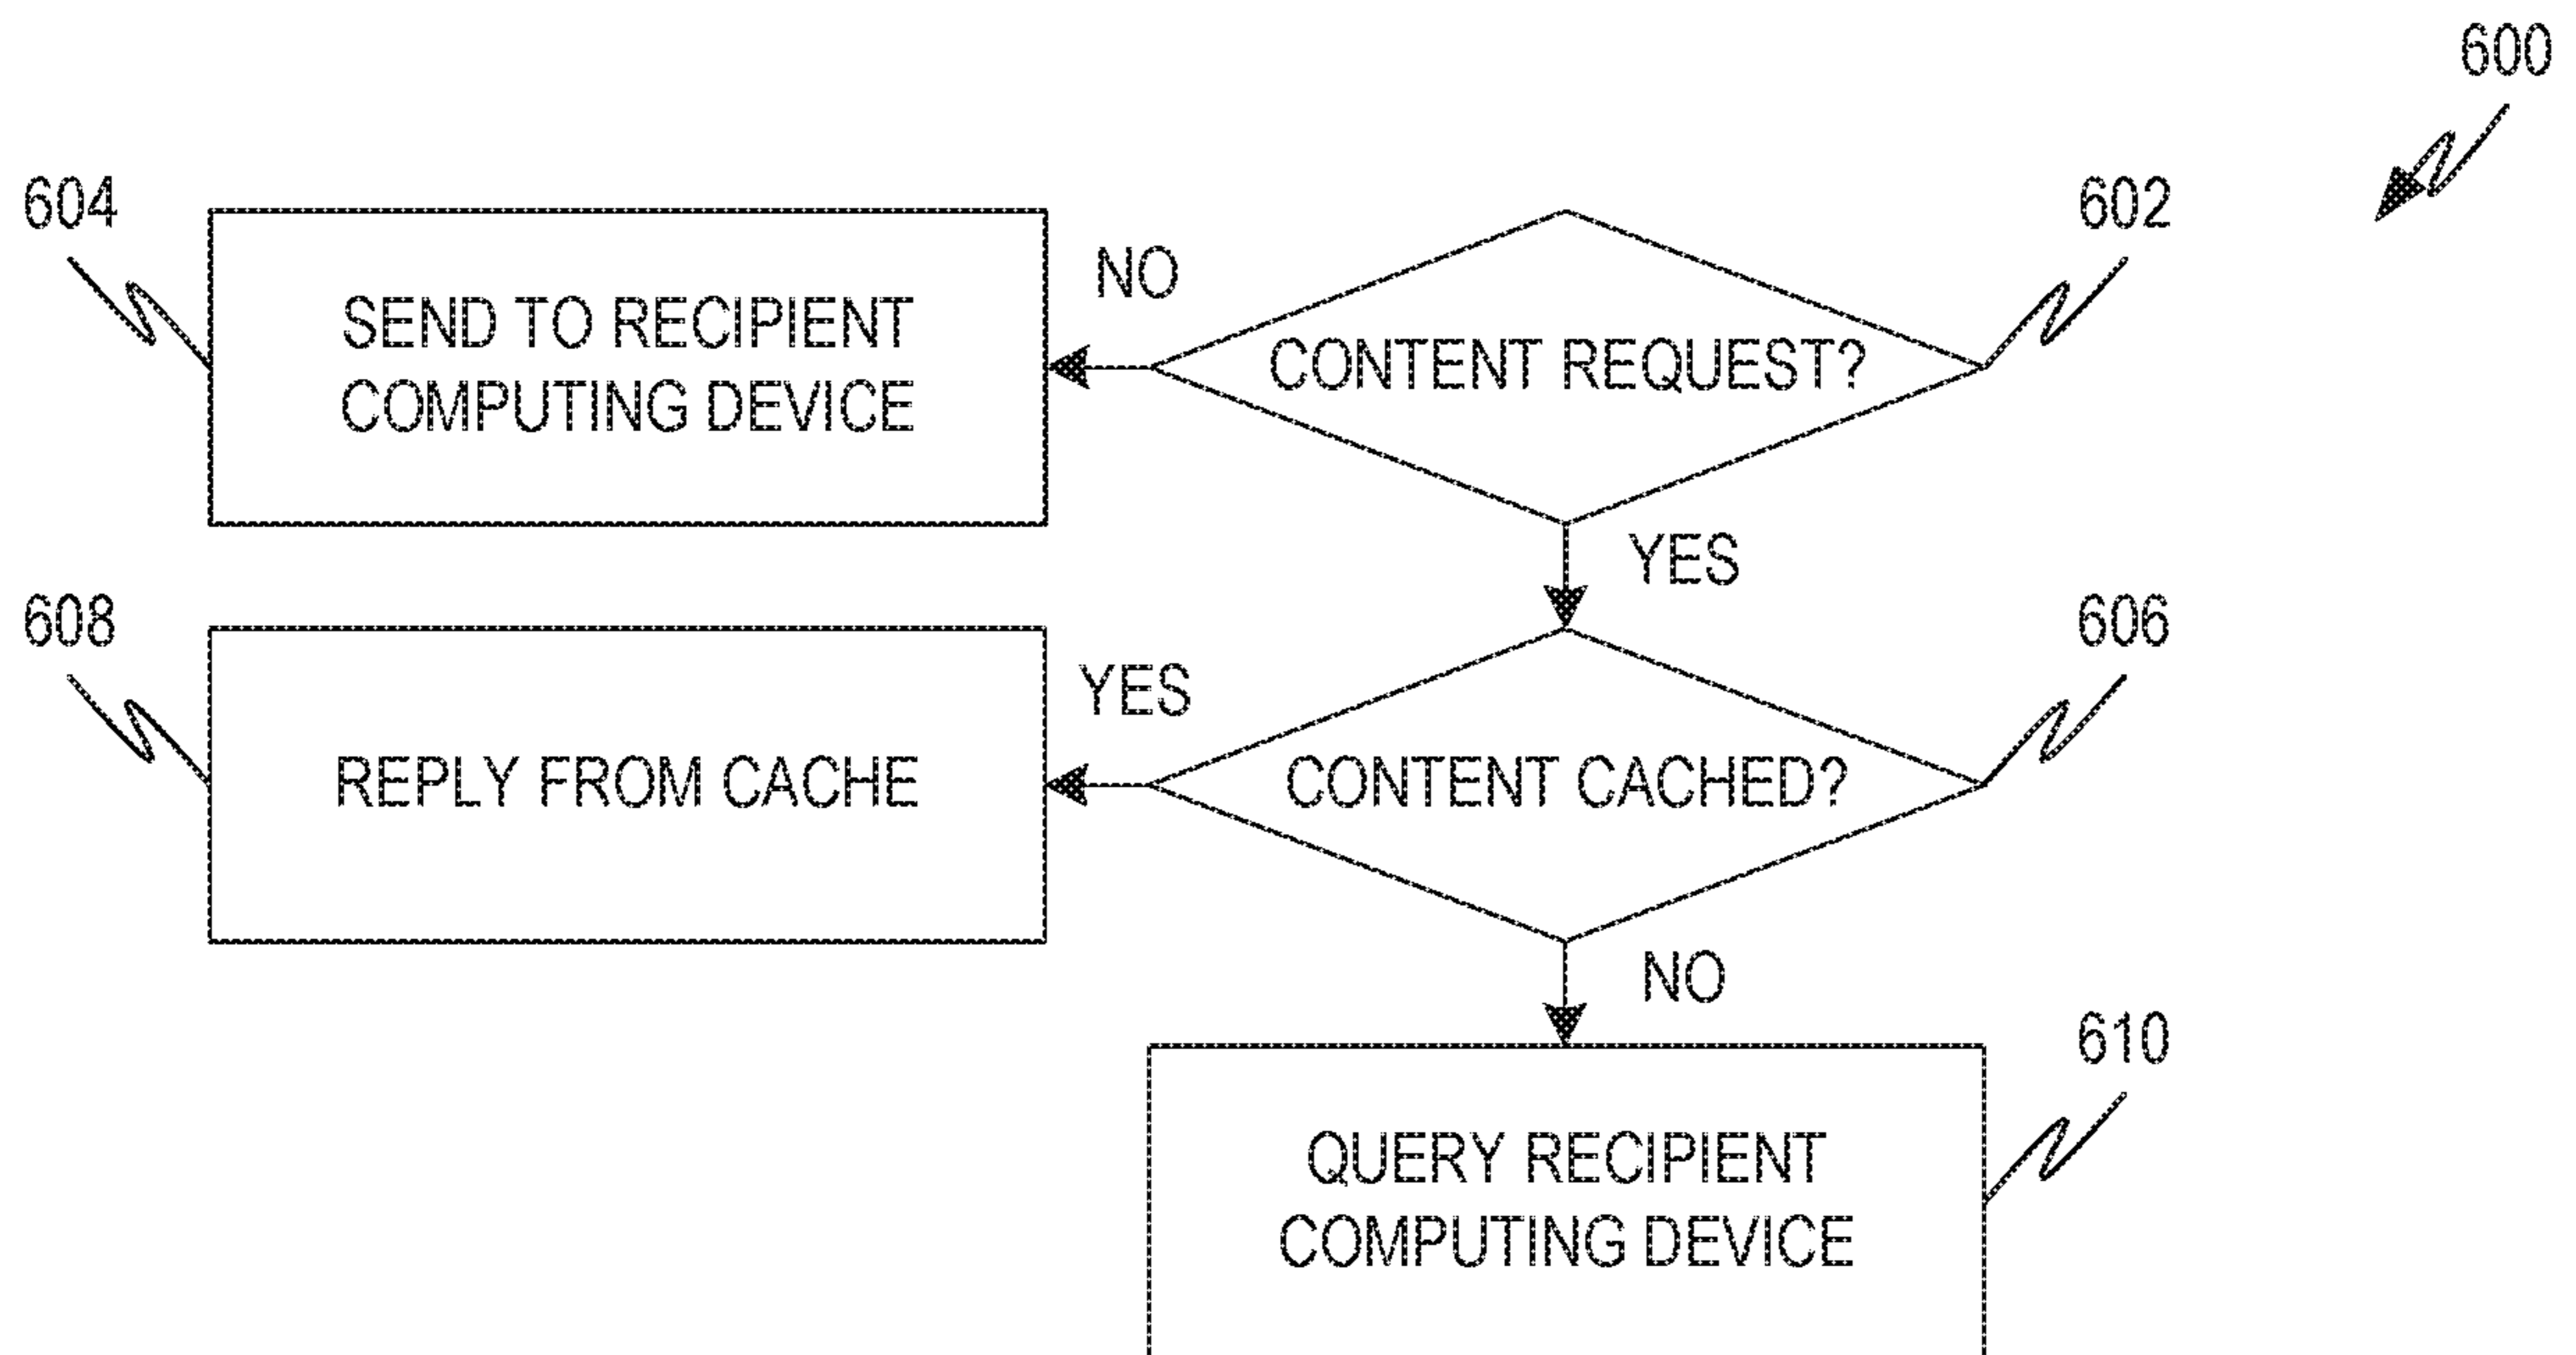 600
604
602
NO
SEND TO RECIPIENT
COMPUTING DEVICE
CONTENT REQUEST?
YES
608
606
YES
REPLY FROM CACHE
CONTENT CACHED?
NO
610
QUERY RECIPIENT
COMPUTING DEVICE